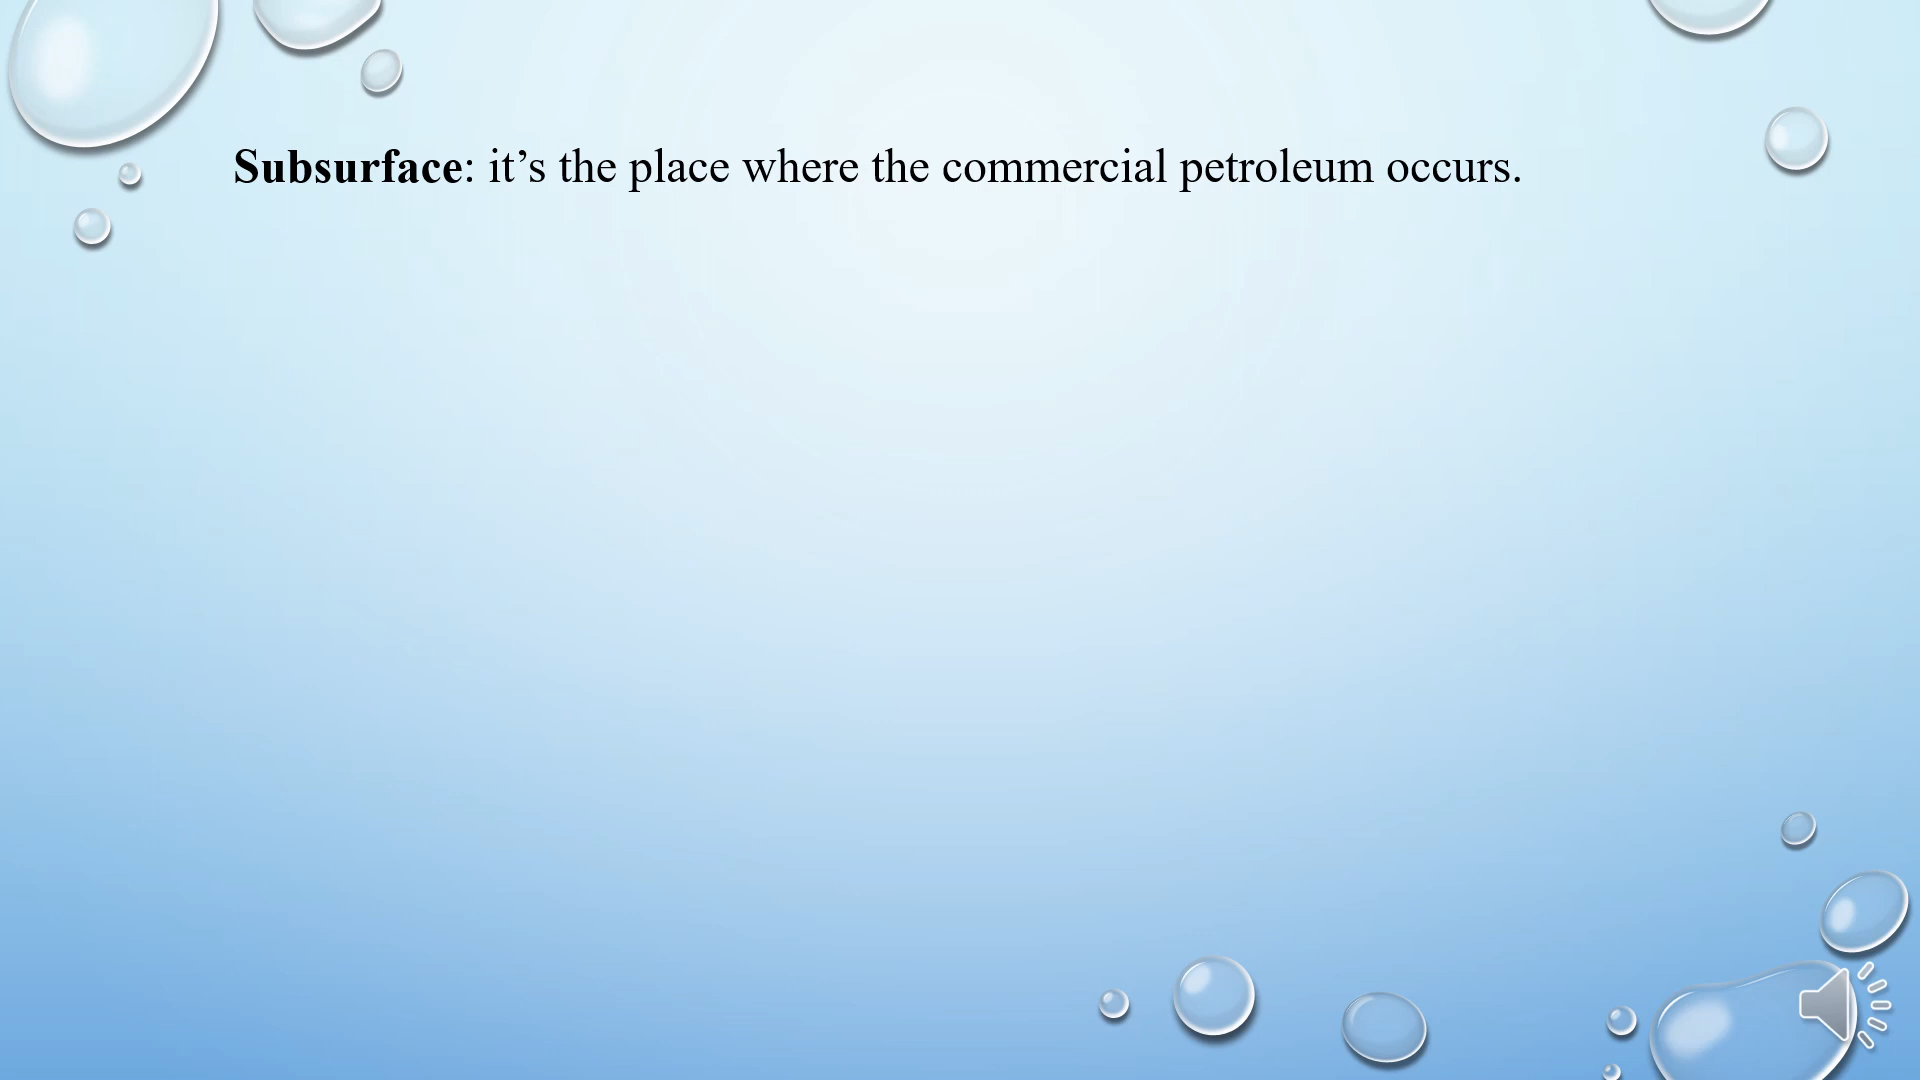 Subsurface: it’s the place where the commercial petroleum occurs.